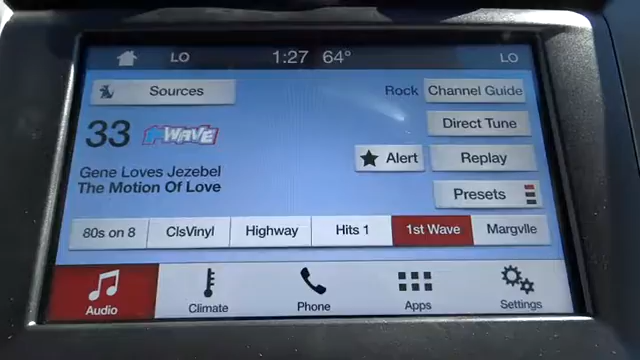 LO 1:27 64° LO
Sources
Rock Channel Guide
33 1ST WAVE
Direct Tune
Gene Loves Jezebel
The Motion Of Love
Alert Replay
Presets
80s on 8 ClsVinyl Highway Hits 1 1st Wave Margvlle
Audio Climate Phone Apps Settings